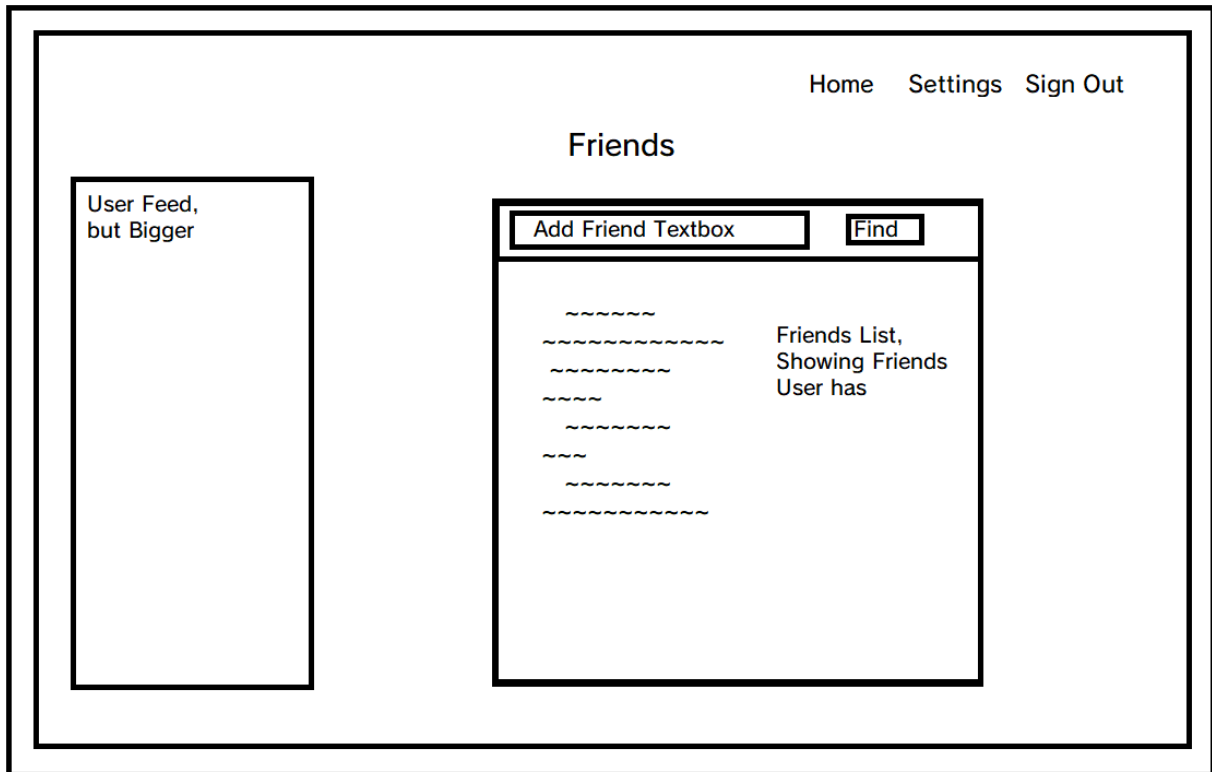 Home Settings Sign Out
Friends
User Feed,
but Bigger
Add Friend Textbox
Find
~~~~~~
~~~~~~~~~~~~
~~~~~~~~
~~~~
~~~~~~~
~~~
~~~~~~~
~~~~~~~~~~~
Friends List,
Showing Friends
User has